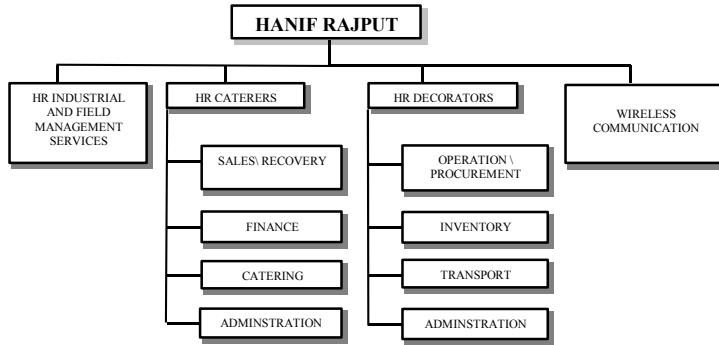 HANIF RAJPUT
HR INDUSTRIAL
AND FIELD
MANAGEMENT
SERVICES
HR CATERERS
HR DECORATORS
WIRELESS
COMMUNICATION
SALES\ RECOVERY
FINANCE
CATERING
ADMINSTRATION
OPERATION \
PROCUREMENT
INVENTORY
TRANSPORT
ADMINSTRATION